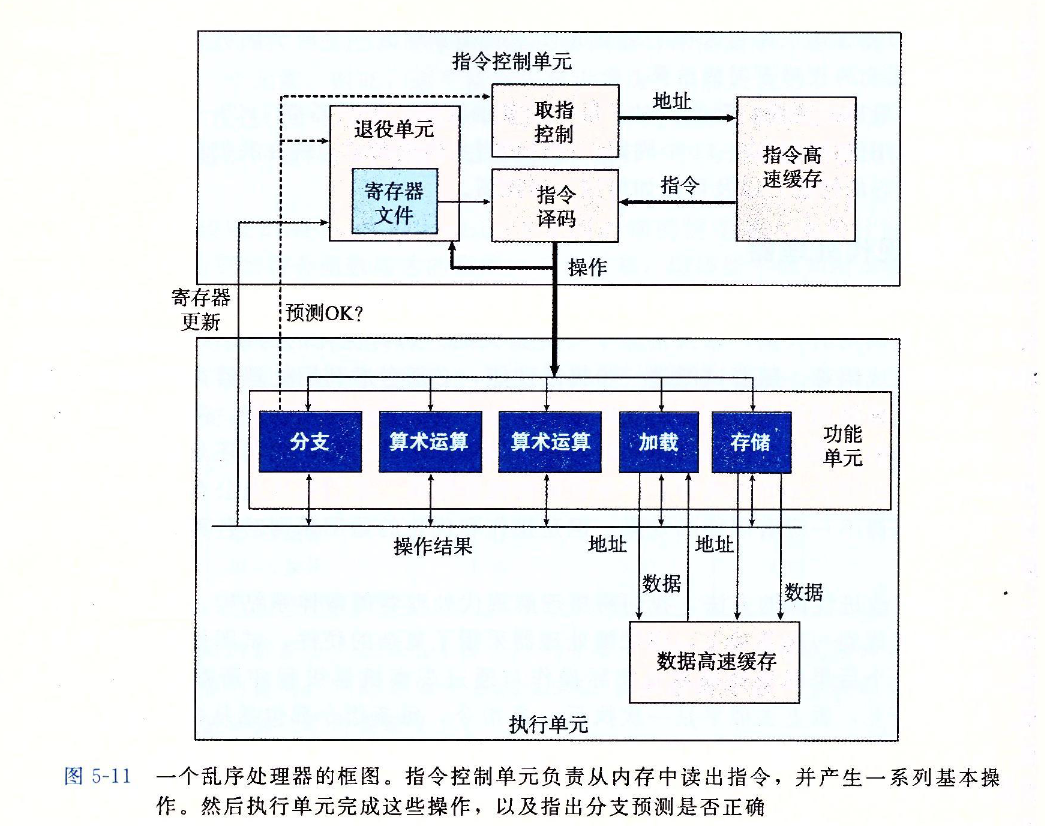 指令控制单元
取指
控制
地址
退役单元
指令高
速缓存
寄存器
文件
指令
译码
指令
操作
寄存器
更新
预测OK?
分支
算术运算
算术运算
加载
存储
功能
单元
操作结果
地址
地址
数据
数据
数据高速缓存
执行单元
图 5-11 一个乱序处理器的框图。指令控制单元负责从内存中读出指令，并产生一系列基本操
作。然后执行单元完成这些操作，以及指出分支预测是否正确